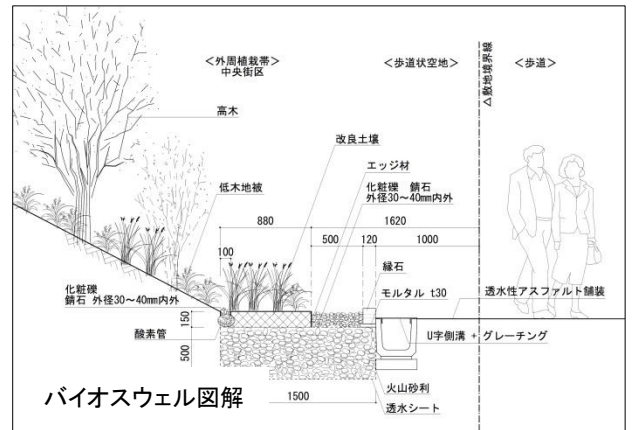 <外周植栽帯>
中央街区
<歩道状空地>
△敷地境界線
<歩道>
高木
改良土壌
エッジ材
低木地被
化粧礫 錆石
外径30～40mm内外
880
1620
100
500
120
1000
縁石
化粧礫
錆石 外径30～40mm内外
モルタル t30
透水性アスファルト舗装
150
酸素管
500
U字側溝 + グレーチング
火山砂利
バイオスウェル図解
1500
透水シート